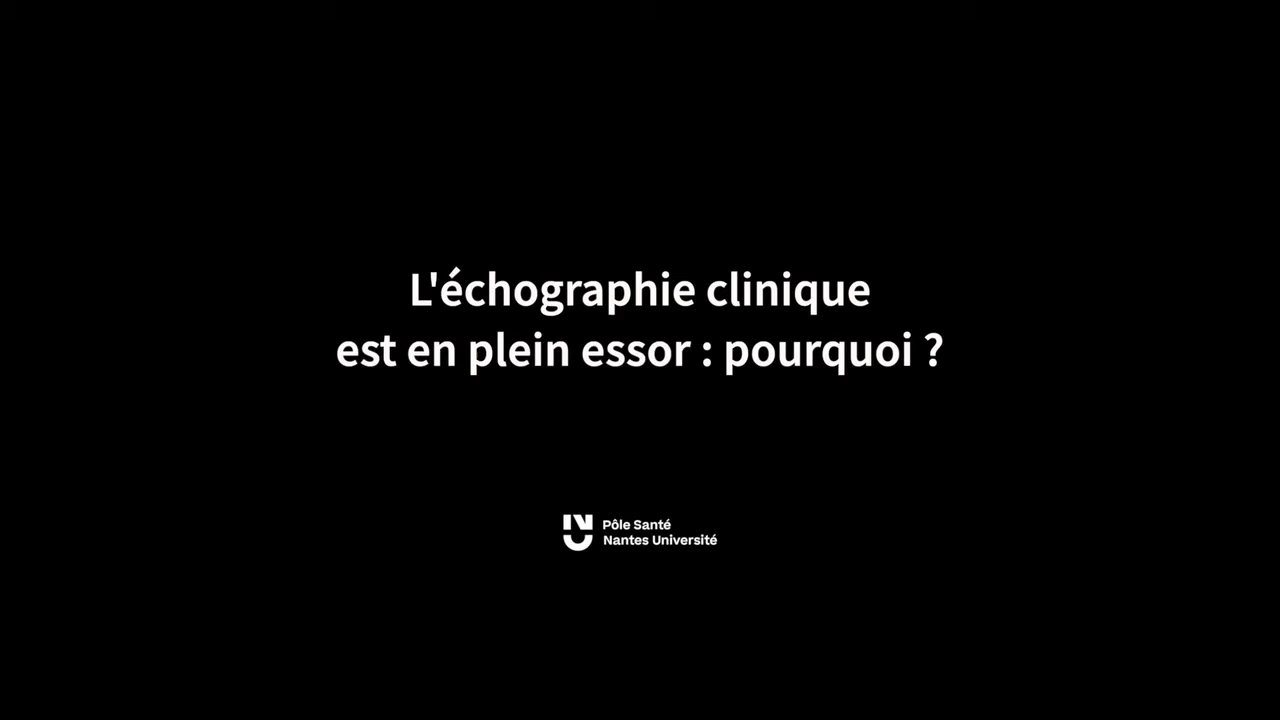 L'échographie clinique
est en plein essor : pourquoi ?
Pôle Santé
Nantes Université